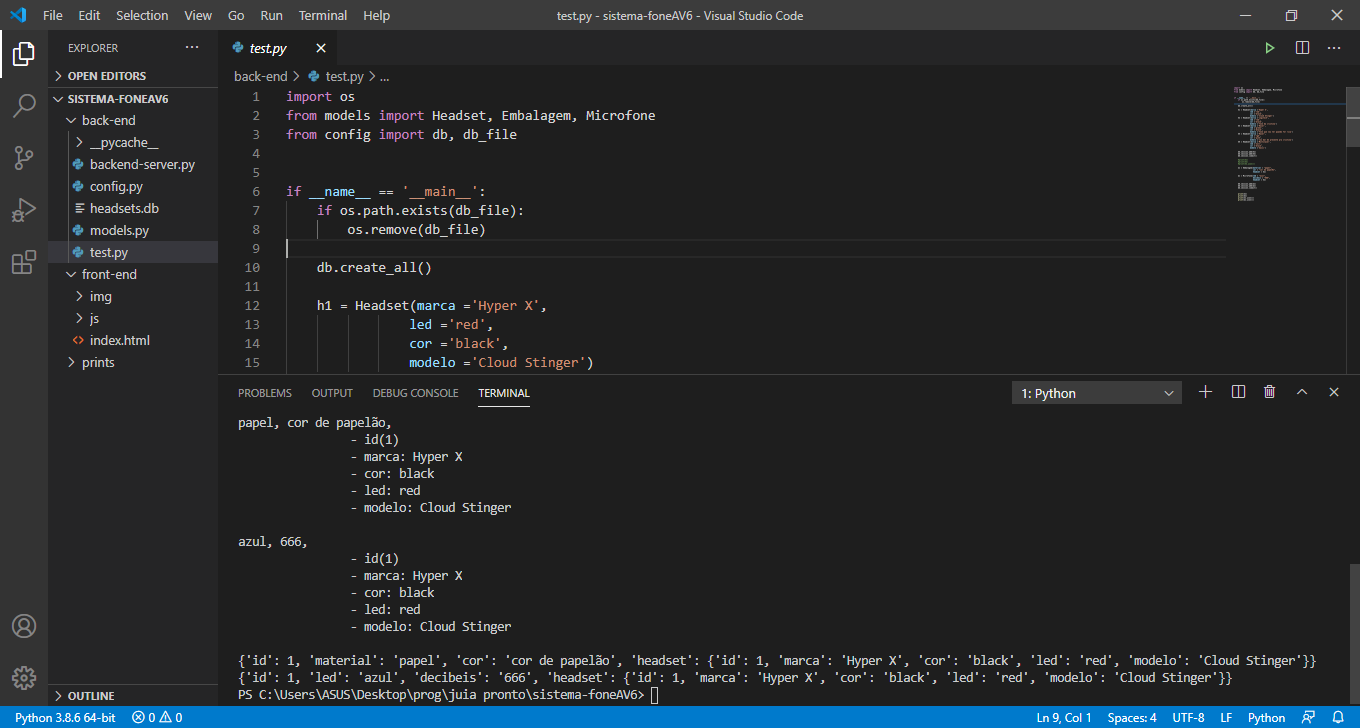 File Edit Selection View Go Run Terminal Help
test.py - sistema-foneAV6 - Visual Studio Code
EXPLORER
OPEN EDITORS
SISTEMA-FONEAV6
back-end
__pycache__
backend-server.py
config.py
headsets.db
models.py
test.py
front-end
img
js
index.html
prints
OUTLINE
test.py
back-end > test.py > ...
1 import os
2 from models import Headset, Embalagem, Microfone
3 from config import db, db_file
4
5
6 if __name__ == '__main__':
7 if os.path.exists(db_file):
8 os.remove(db_file)
9
10 db.create_all()
11
12 h1 = Headset(marca ='Hyper X',
13 led ='red',
14 cor ='black',
15 modelo ='Cloud Stinger')
PROBLEMS OUTPUT DEBUG CONSOLE TERMINAL
1: Python
papel, cor de papelão,
- id(1)
- marca: Hyper X
- cor: black
- led: red
- modelo: Cloud Stinger
azul, 666,
- id(1)
- marca: Hyper X
- cor: black
- led: red
- modelo: Cloud Stinger
{'id': 1, 'material': 'papel', 'cor': 'cor de papelão', 'headset': {'id': 1, 'marca': 'Hyper X', 'cor': 'black', 'led': 'red', 'modelo': 'Cloud Stinger'}}
{'id': 1, 'led': 'azul', 'decibeis': '666', 'headset': {'id': 1, 'marca': 'Hyper X', 'cor': 'black', 'led': 'red', 'modelo': 'Cloud Stinger'}}
PS C:\Users\ASUS\Desktop\prog\juia pronto\sistema-foneAV6>
Python 3.8.6 64-bit 0 0 Ln 9, Col 1 Spaces: 4 UTF-8 LF Python